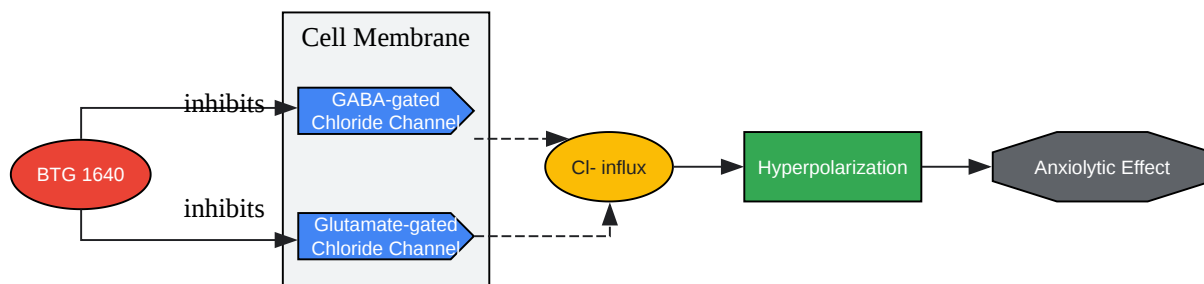 Cell Membrane
inhibits
GABA-gated
Chloride Channel
BTG 1640
Cl- influx
Hyperpolarization
Anxiolytic Effect
inhibits
Glutamate-gated
Chloride Channel